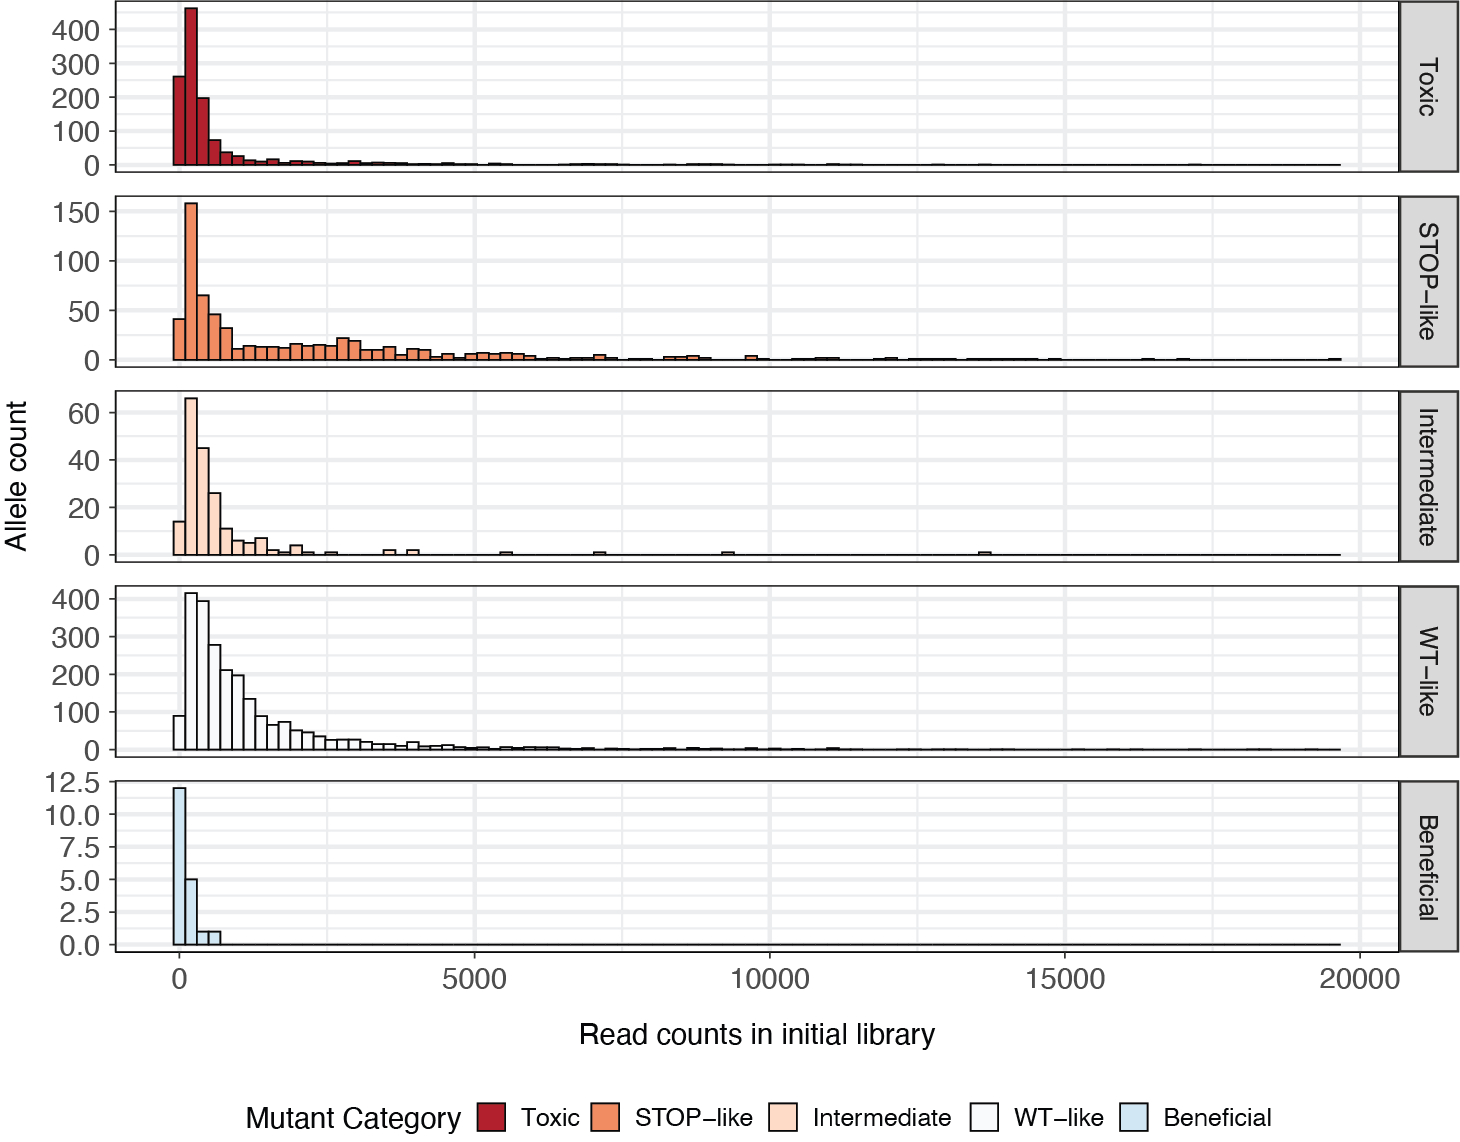 400
300
200
100
0
Toxic
150
100
50
0
STOP−like
60
40
20
0
Intermediate
400
300
200
100
0
WT−like
12.5
10.0
7.5
5.0
2.5
0.0
Beneficial
Allele count
0 5000 10000 15000 20000
Read counts in initial library
Mutant Category Toxic STOP−like Intermediate WT−like Beneficial